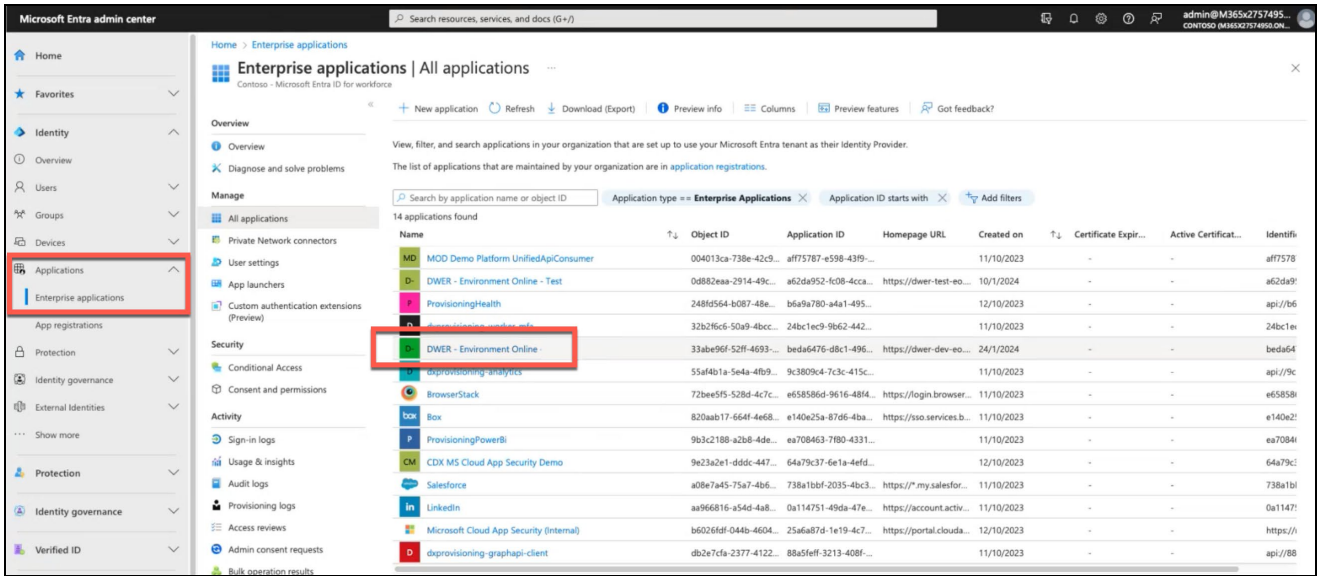 Microsoft Entra admin center
Search resources, services, and docs (G+/)
admin@M365x2757495...
CONTOSO (M365X27574950.ON...
Home
Favorites
Identity
Overview
Users
Groups
Devices
Applications
Enterprise applications
App registrations
Protection
Identity governance
External Identities
Show more
Protection
Identity governance
Verified ID
Home > Enterprise applications
Enterprise applications | All applications ...
Contoso - Microsoft Entra ID for workforce
Overview
Overview
Diagnose and solve problems
Manage
All applications
Private Network connectors
User settings
App launchers
Custom authentication extensions
(Preview)
Security
Conditional Access
Consent and permissions
Activity
Sign-in logs
Usage & insights
Audit logs
Provisioning logs
Access reviews
Admin consent requests
Bulk operation results
New application Refresh Download (Export) Preview info Columns Preview features Got feedback?
View, filter, and search applications in your organization that are set up to use your Microsoft Entra tenant as their Identity Provider.
The list of applications that are maintained by your organization are in application registrations.
Search by application name or object ID Application type == Enterprise Applications Application ID starts with Add filters
14 applications found
Name Object ID Application ID Homepage URL Created on Certificate Expir... Active Certificat... Identifi
MD MOD Demo Platform UnifiedApiConsumer 004013ca-738e-42c9... aff75787-e598-43f9-... 11/10/2023 - - aff7578
D- DWER - Environment Online - Test 0d882eaa-2914-49c... a62da952-fc08-4cca... https://dwer-test-eo.... 10/1/2024 - - a62da9
P ProvisioningHealth 248fd564-b087-48e... b6a9a780-a4a1-495... 12/10/2023 - - api://b6
D dxprovisioning-worker-mfa 32b2f6c6-50a9-4bcc... 24bc1ec9-9b62-442... 11/10/2023 - - 24bc1e
D- DWER - Environment Online - 33abe96f-52ff-4693-... beda6476-d8c1-496... https://dwer-dev-eo.... 24/1/2024 - - beda64
D dxprovisioning-analytics 55af4b1a-5e4a-4fb9... 9c3809c4-7c3c-415c... 11/10/2023 - - api://9c
BrowserStack 72bee5f5-528d-4c7c... e658586d-9616-48f4... https://login.browser... 11/10/2023 - - e65858
box Box 820aab17-664f-4e68... e140e25a-87d6-4ba... https://sso.services.b... 11/10/2023 - - e140e2
P ProvisioningPowerBi 9b3c2188-a2b8-4de... ea708463-7f80-4331... 11/10/2023 - - ea7084
CM CDX MS Cloud App Security Demo 9e23a2e1-dddc-447... 64a79c37-6e1a-4efd... 12/10/2023 - - 64a79c
Salesforce a08e7a45-75a7-4b6... 738a1bbf-2035-4bc3... https://*.my.salesfor... 11/10/2023 - - 738a1b
in LinkedIn aa966816-a54d-4a8... 0a114751-49da-47e... https://account.activ... 11/10/2023 - - 0a1147
Microsoft Cloud App Security (Internal) b6026fdf-044b-4604... 25a6a87d-1e19-4c7... https://portal.clouda... 12/10/2023 - - https://
D dxprovisioning-graphapi-client db2e7cfa-2377-4122... 88a5feff-3213-408f-... 11/10/2023 - - api://88